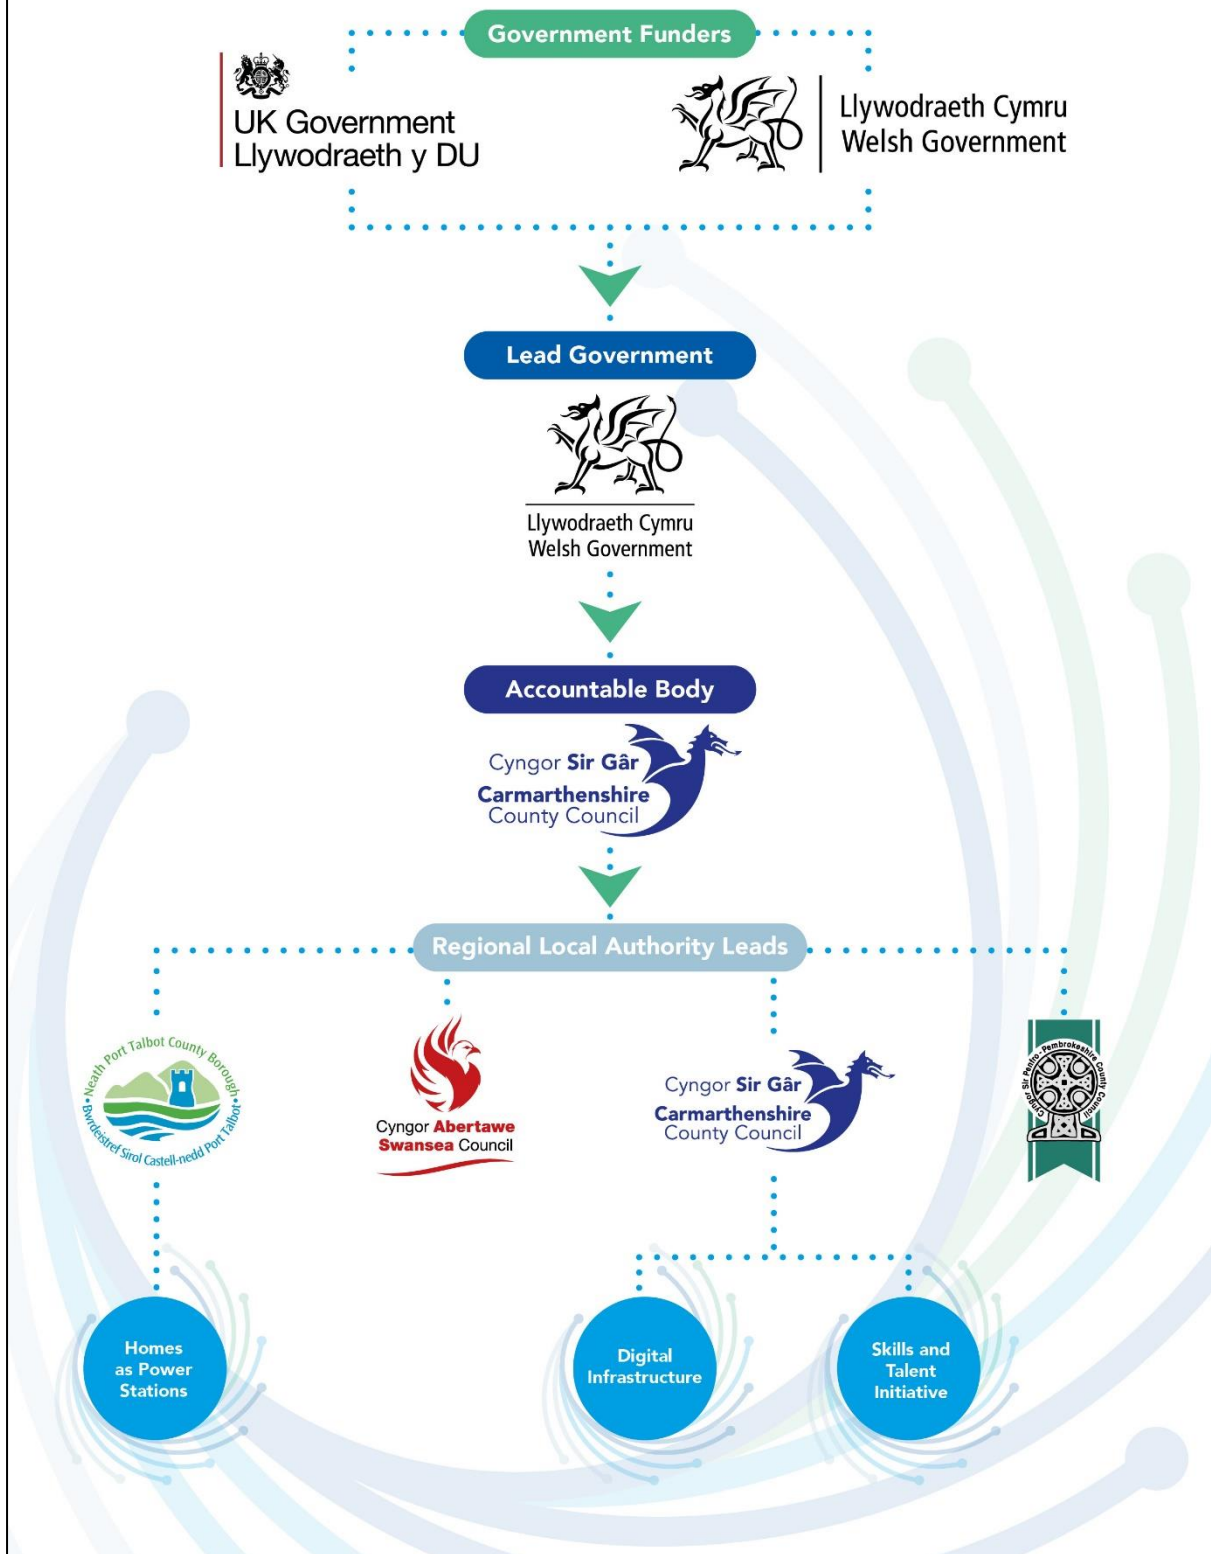 Government Funders
UK Government
Llywodraeth y DU
Llywodraeth Cymru
Welsh Government
Lead Government
Llywodraeth Cymru
Welsh Government
Accountable Body
Cyngor Sir Gâr
Carmarthenshire
County Council
Regional Local Authority Leads
Neath Port Talbot County Borough
Bwrdeistref Sirol Castell-nedd Port Talbot
Cyngor Abertawe
Swansea Council
Cyngor Sir Gâr
Carmarthenshire
County Council
Cyngor Sir Penfro - Pembrokeshire County Council
Homes
as Power
Stations
Digital
Infrastructure
Skills and
Talent
Initiative